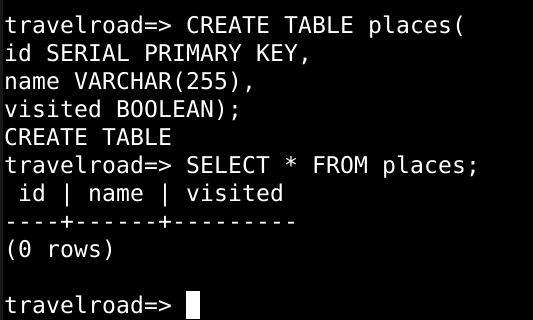 travelroad=> CREATE TABLE places(
id SERIAL PRIMARY KEY,
name VARCHAR(255),
visited BOOLEAN);
CREATE TABLE
travelroad=> SELECT * FROM places;
 id | name | visited
----+------+---------
(0 rows)

travelroad=>